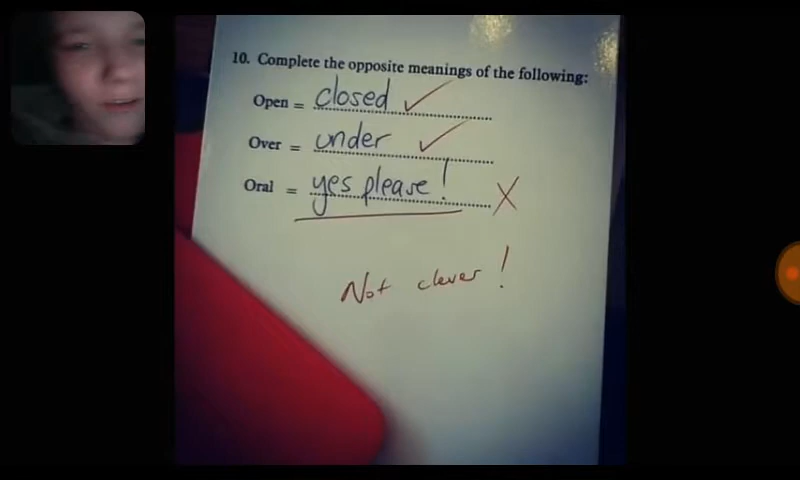 10. Complete the opposite meanings of the following:
Open = closed
Over = under
Oral = yes please!
Not clever!